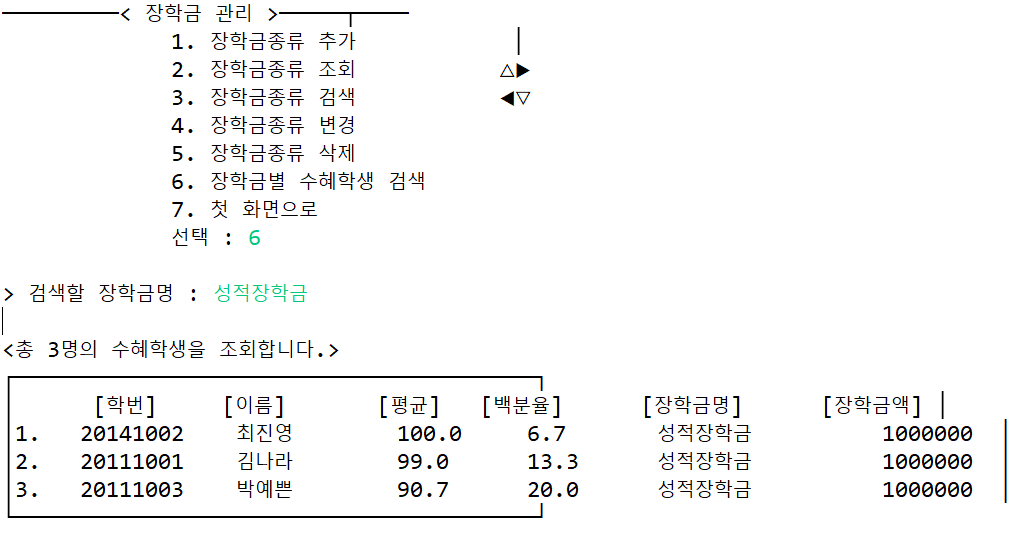 < 장학금 관리 >
1. 장학금종류 추가
2. 장학금종류 조회
3. 장학금종류 검색
4. 장학금종류 변경
5. 장학금종류 삭제
6. 장학금별 수혜학생 검색
7. 첫 화면으로
선택 : 6
> 검색할 장학금명 : 성적장학금
<총 3명의 수혜학생을 조회합니다.>
[학번] [이름] [평균] [백분율] [장학금명] [장학금액]
1. 20141002 최진영 100.0 6.7 성적장학금 1000000
2. 20111001 김나라 99.0 13.3 성적장학금 1000000
3. 20111003 박예쁜 90.7 20.0 성적장학금 1000000